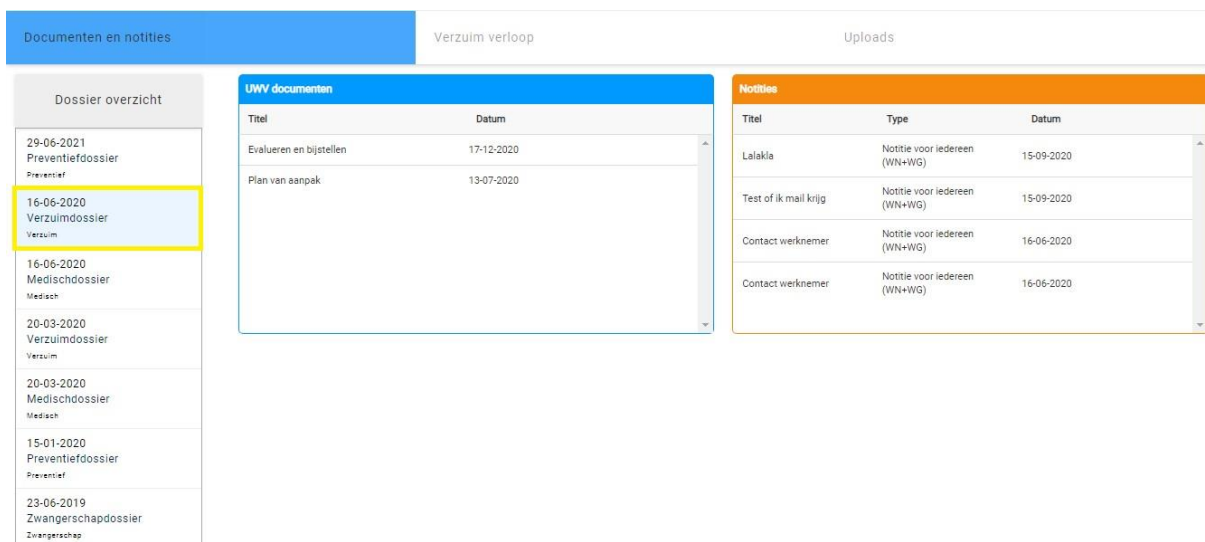 Documenten en notities Verzuim verloop Uploads
Dossier overzicht
29-06-2021
Preventiefdossier
Preventief
16-06-2020
Verzuimdossier
Verzuim
16-06-2020
Medischdossier
Medisch
20-03-2020
Verzuimdossier
Verzuim
20-03-2020
Medischdossier
Medisch
15-01-2020
Preventiefdossier
Preventief
23-06-2019
Zwangerschapdossier
Zwangerschap
UWV documenten
Titel Datum
Evalueren en bijstellen 17-12-2020
Plan van aanpak 13-07-2020
Notities
Titel Type Datum
Lalakla Notitie voor iedereen (WN+WG) 15-09-2020
Test of ik mail krijg Notitie voor iedereen (WN+WG) 15-09-2020
Contact werknemer Notitie voor iedereen (WN+WG) 16-06-2020
Contact werknemer Notitie voor iedereen (WN+WG) 16-06-2020